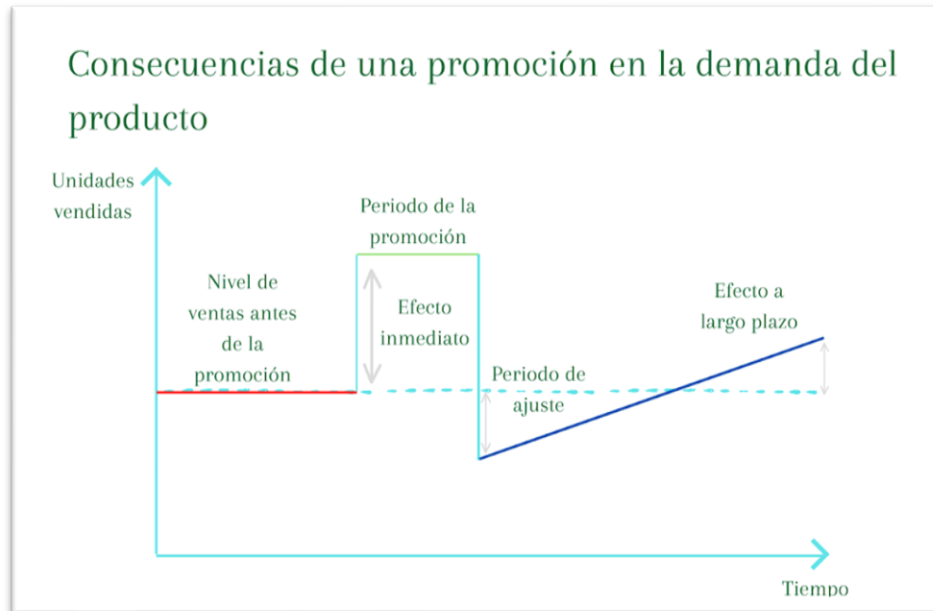 Consecuencias de una promoción en la demanda del
producto
Unidades
vendidas
Periodo de la
promoción
Nivel de
ventas antes
de la
promoción
Efecto
inmediato
Periodo de
ajuste
Efecto a
largo plazo
Tiempo